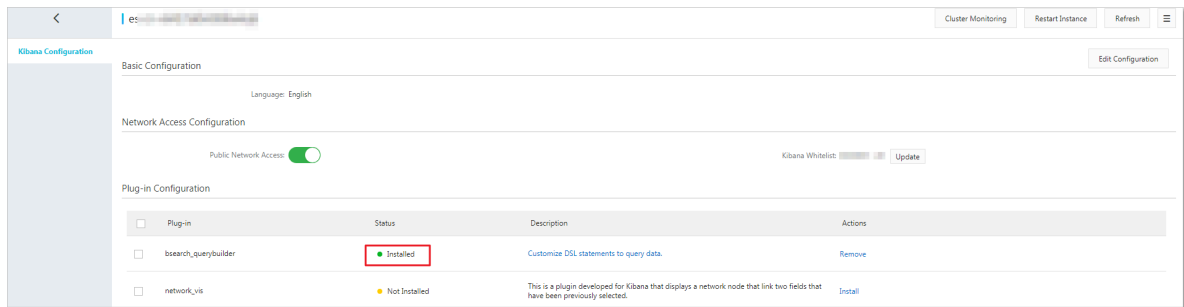 es
Cluster Monitoring
Restart Instance
Refresh
Kibana Configuration
Edit Configuration
Basic Configuration
Language: English
Network Access Configuration
Public Network Access:
Kibana Whitelist:
Update
Plug-in Configuration
Plug-in Status Description Actions
bsearch_querybuilder Installed Customize DSL statements to query data. Remove
network_vis Not Installed This is a plugin developed for Kibana that displays a network node that link two fields that
have been previously selected. Install